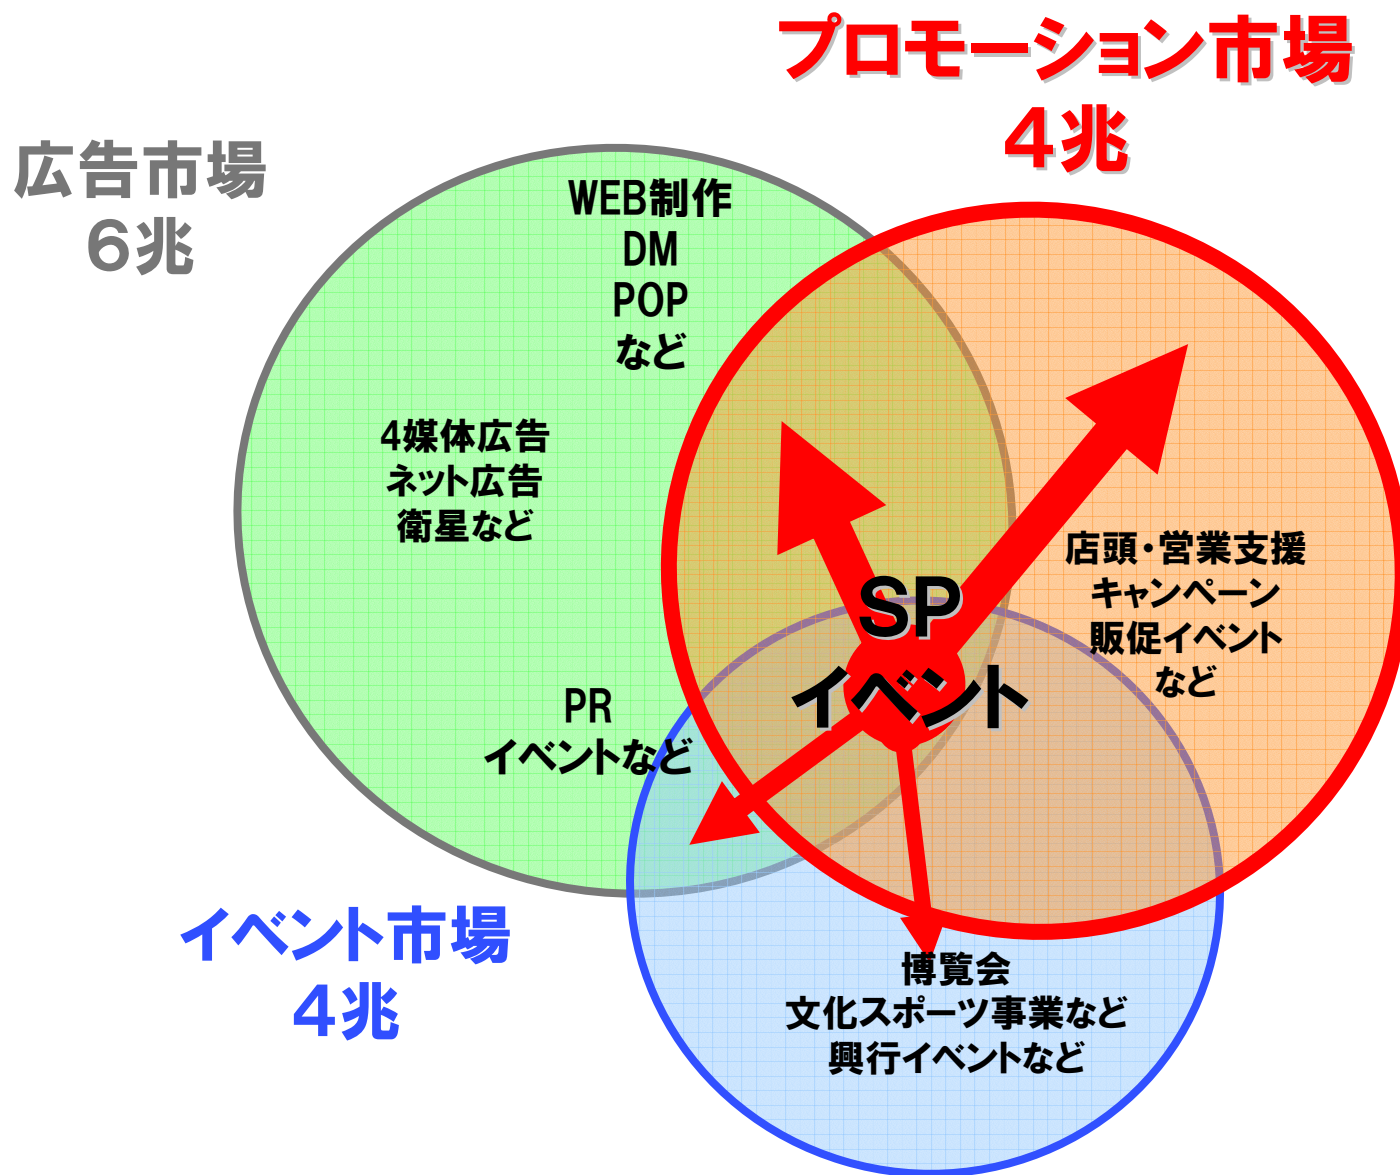 プロモーション市場
４兆
広告市場
６兆
WEB制作
DM
POP
など
4媒体広告
ネット広告
衛星など
店頭・営業支援
キャンペーン
販促イベント
など
SP
イベント
PR
イベントなど
イベント市場
４兆
博覧会
文化スポーツ事業など
興行イベントなど